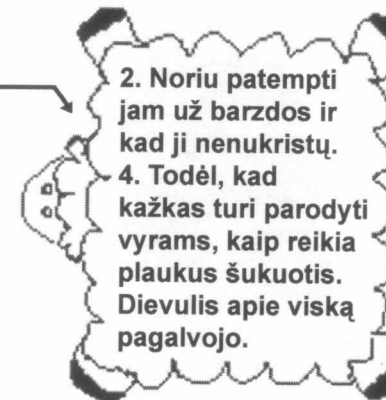 2. Noriu patempti
jam už barzdos ir
kad ji nenukristų.
4. Todėl, kad
kažkas turi parodyti
vyrams, kaip reikia
plaukus šukuotis.
Dievulis apie viską
pagalvojo.